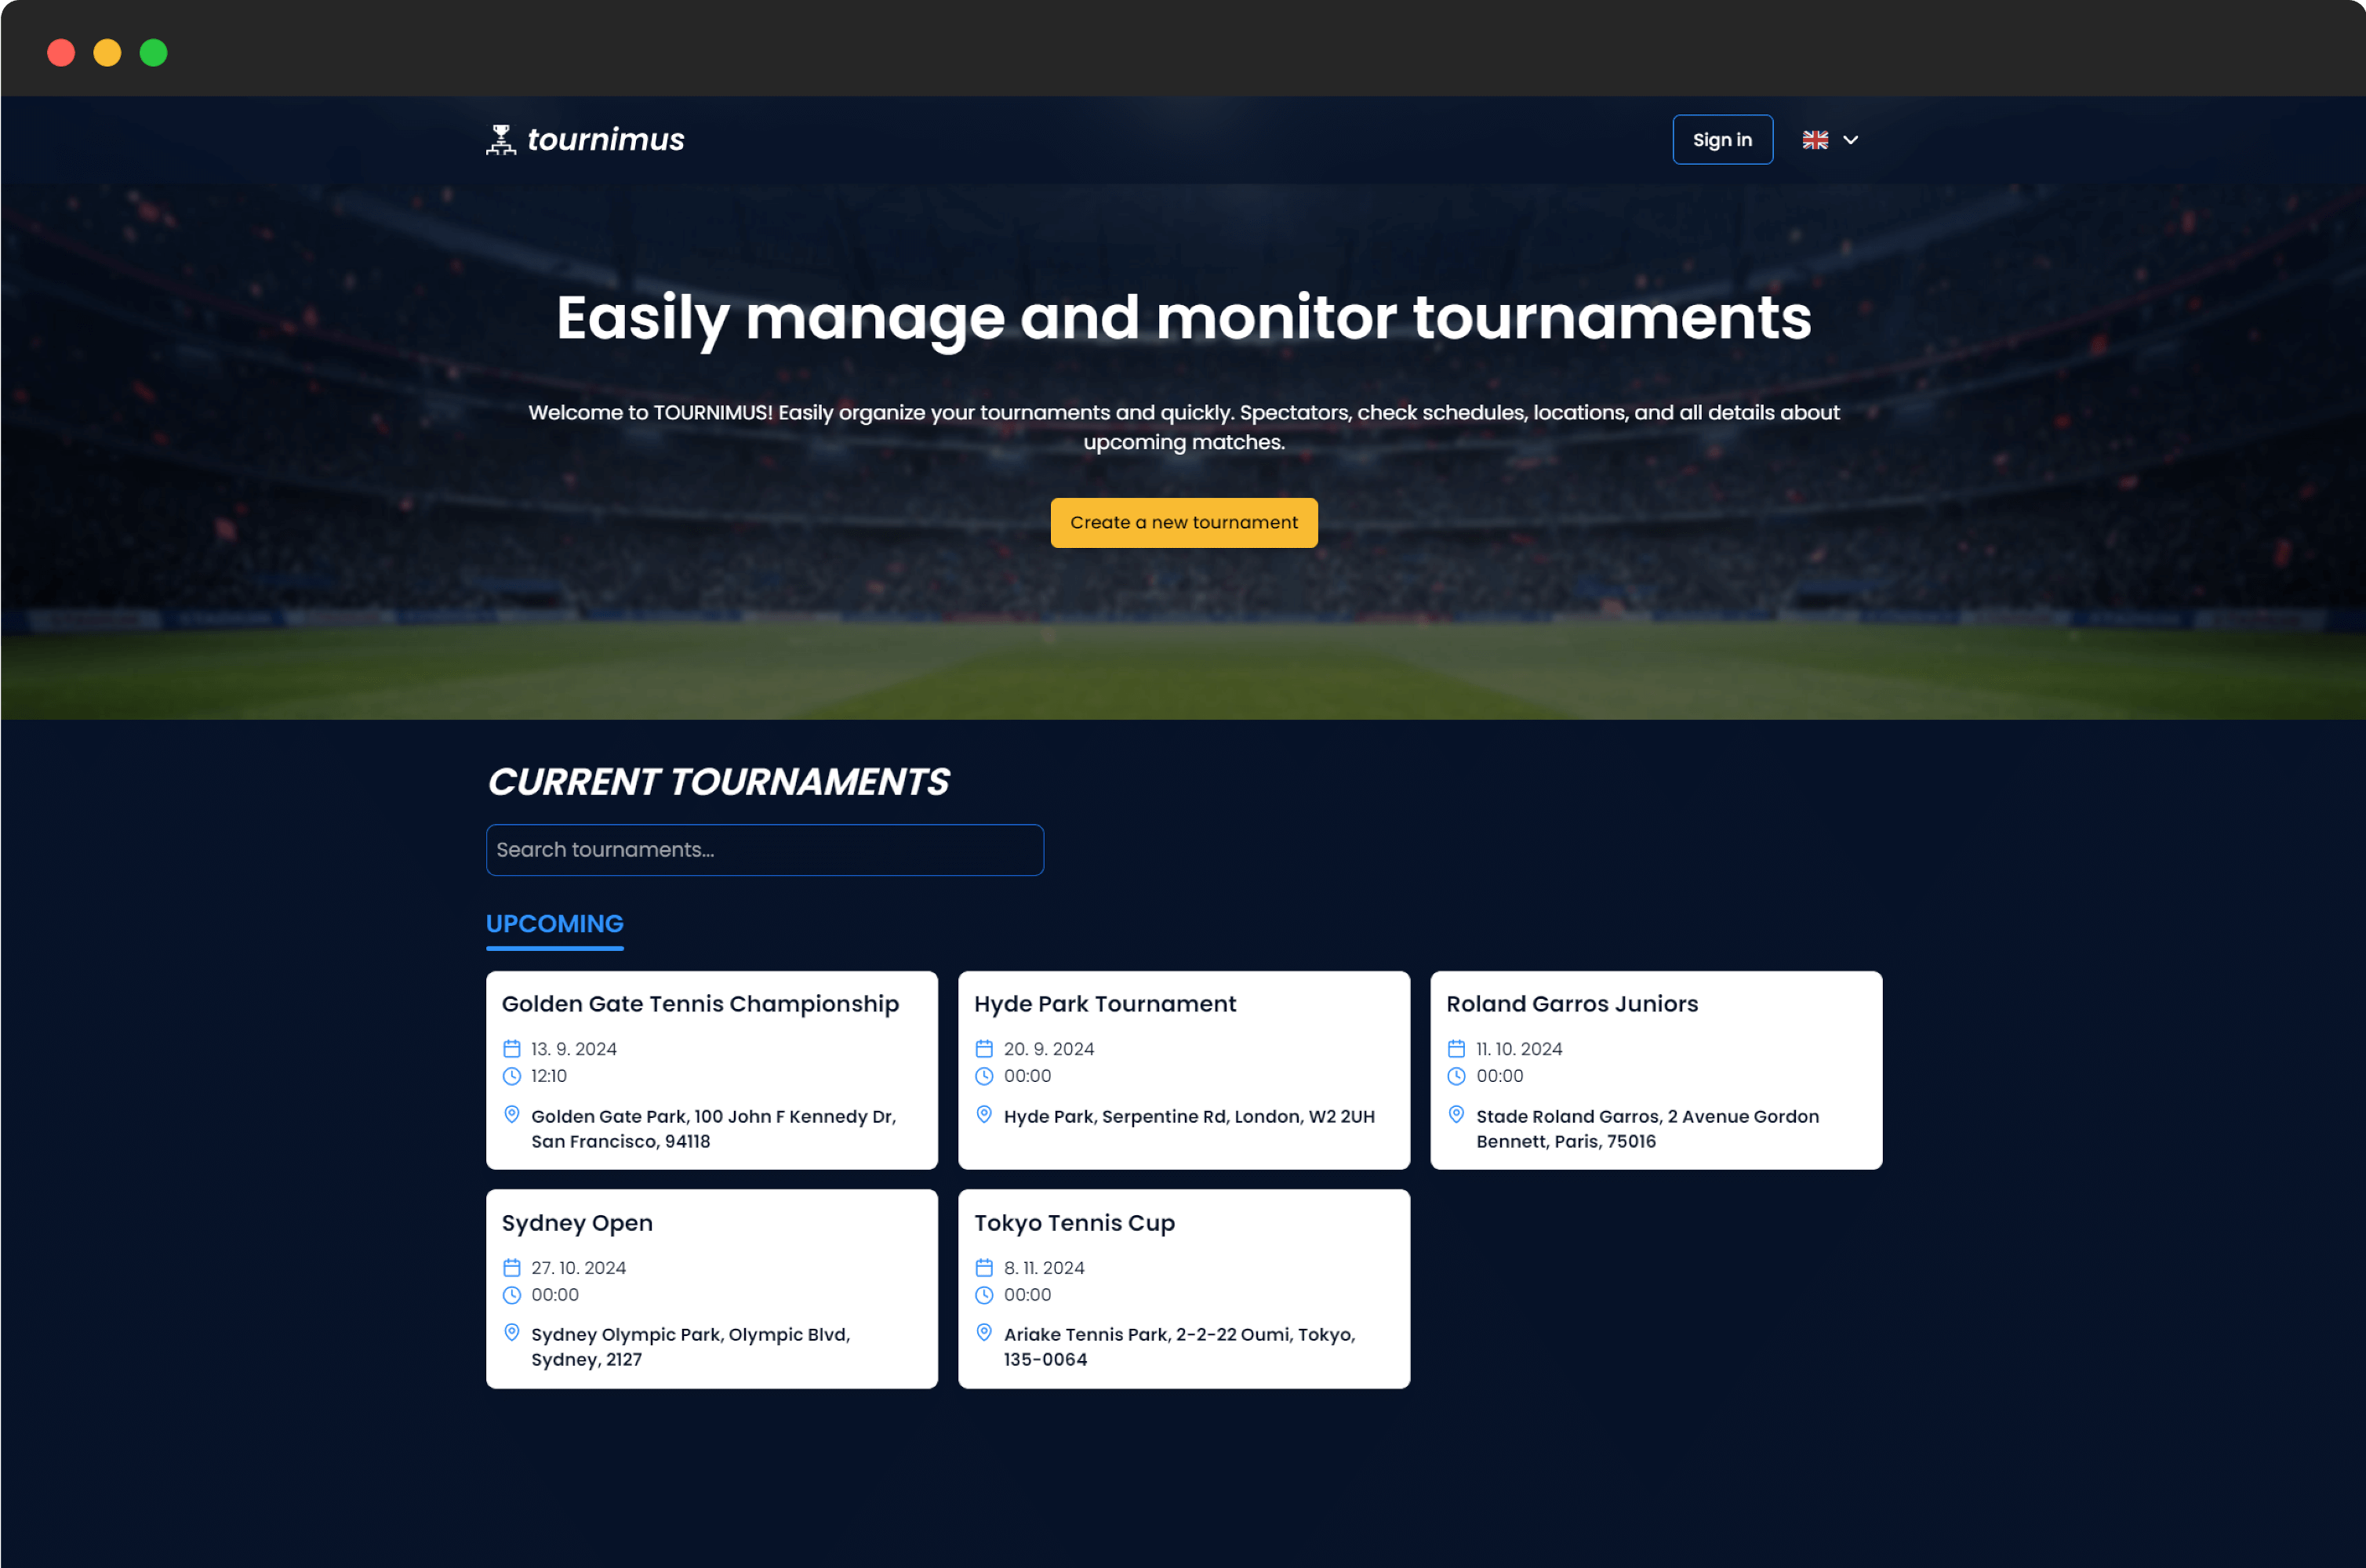 tournimus
Sign in
Easily manage and monitor tournaments
Welcome to TOURNIMUS! Easily organize your tournaments and quickly. Spectators, check schedules, locations, and all details about
upcoming matches.
Create a new tournament
CURRENT TOURNAMENTS
Search tournaments...
UPCOMING
Golden Gate Tennis Championship
13. 9. 2024
12:10
Golden Gate Park, 100 John F Kennedy Dr,
San Francisco, 94118
Hyde Park Tournament
20. 9. 2024
00:00
Hyde Park, Serpentine Rd, London, W2 2UH
Roland Garros Juniors
11. 10. 2024
00:00
Stade Roland Garros, 2 Avenue Gordon
Bennett, Paris, 75016
Sydney Open
27. 10. 2024
00:00
Sydney Olympic Park, Olympic Blvd,
Sydney, 2127
Tokyo Tennis Cup
8. 11. 2024
00:00
Ariake Tennis Park, 2-2-22 Oumi, Tokyo,
135-0064